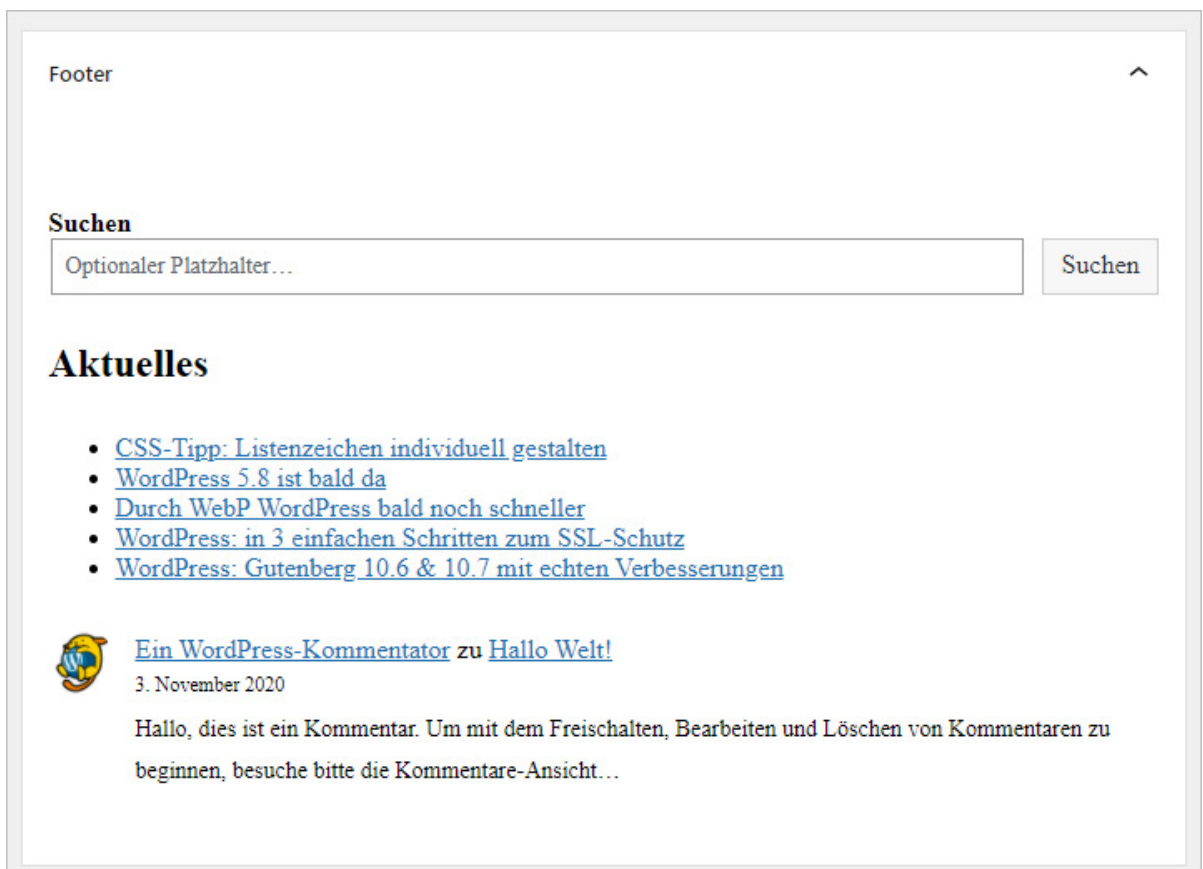 Footer
Suchen
Optionaler Platzhalter…
Suchen
Aktuelles
CSS-Tipp: Listenzeichen individuell gestalten
WordPress 5.8 ist bald da
Durch WebP WordPress bald noch schneller
WordPress: in 3 einfachen Schritten zum SSL-Schutz
WordPress: Gutenberg 10.6 & 10.7 mit echten Verbesserungen
Ein WordPress-Kommentator zu Hallo Welt!
3. November 2020
Hallo, dies ist ein Kommentar. Um mit dem Freischalten, Bearbeiten und Löschen von Kommentaren zu
beginnen, besuche bitte die Kommentare-Ansicht…